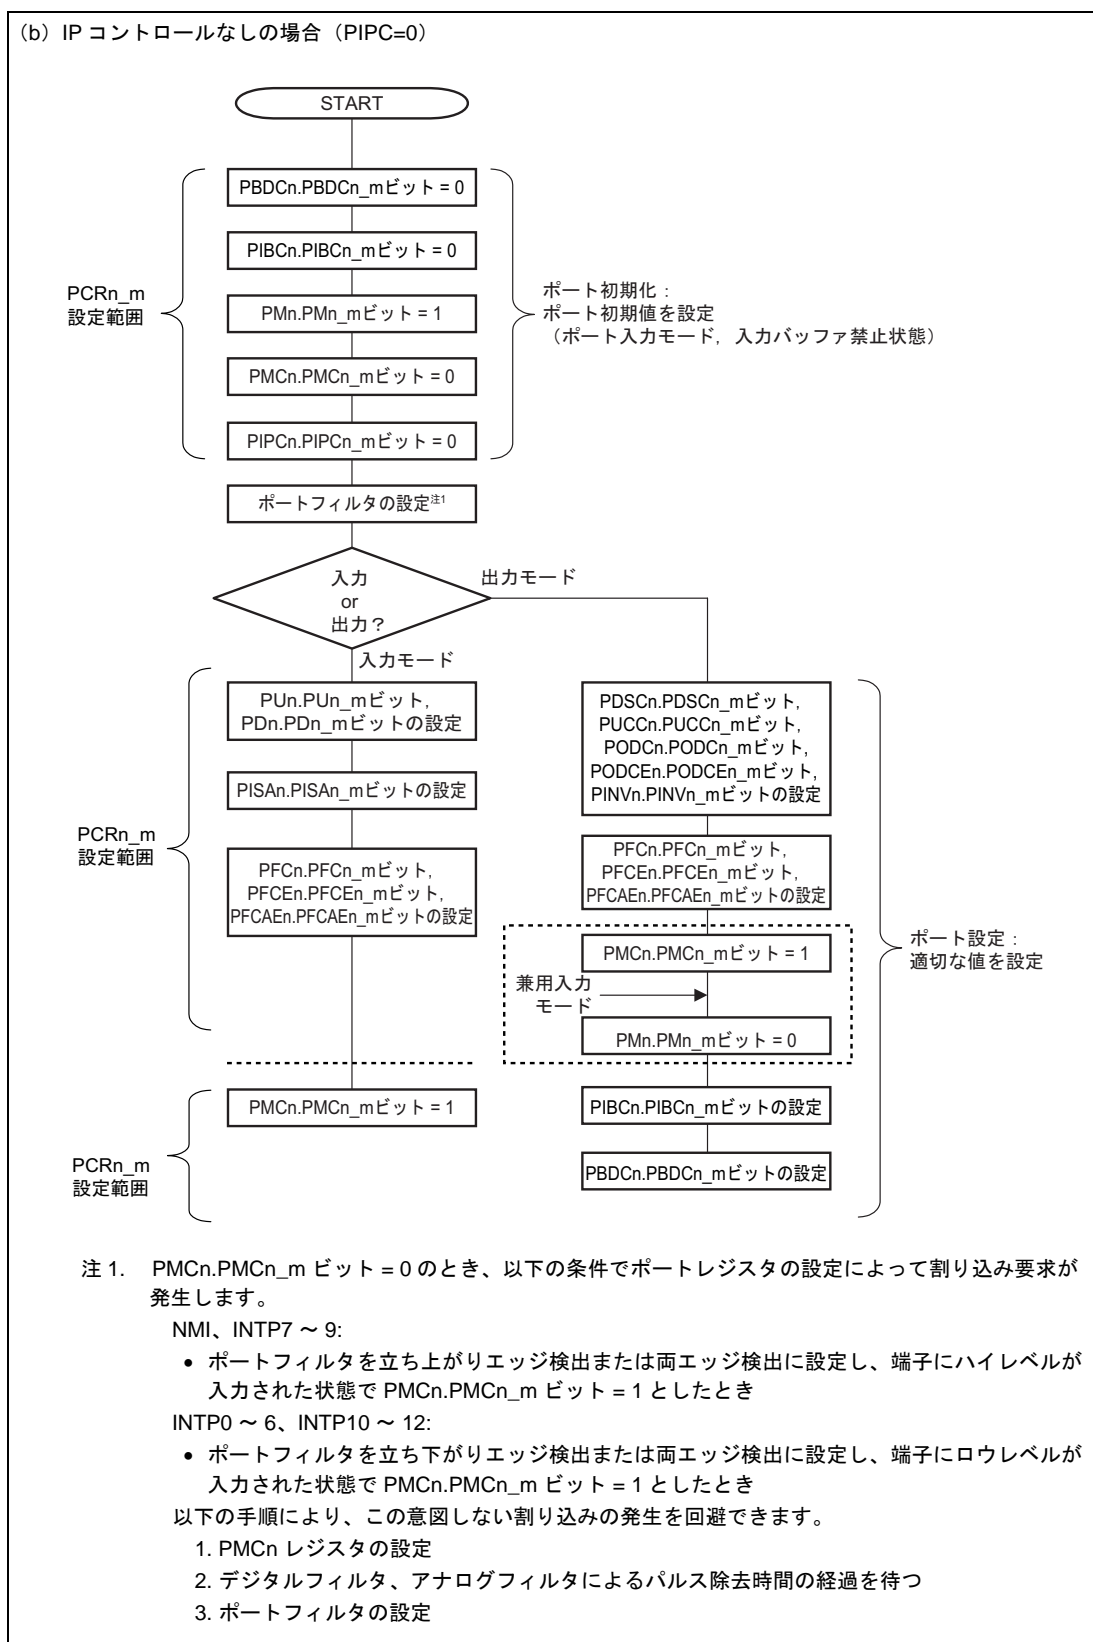 （b）IP コントロールなしの場合（PIPC=0）
START
PBDCn.PBDCn_mビット = 0
PIBCn.PIBCn_mビット = 0
PMn.PMn_mビット = 1
PMCn.PMCn_mビット = 0
PIPCn.PIPCn_mビット = 0
PCRn_m
設定範囲
ポート初期化：
ポート初期値を設定
（ポート入力モード，入力バッファ禁止状態）
ポートフィルタの設定注1
入力
or
出力？
出力モード
入力モード
PUn.PUn_mビット，
PDn.PDn_mビットの設定
PISAn.PISAn_mビットの設定
PFCn.PFCn_mビット，
PFCEn.PFCEn_mビット，
PFCAEn.PFCAEn_mビットの設定
PCRn_m
設定範囲
PMCn.PMCn_mビット = 1
PCRn_m
設定範囲
PDSCn.PDSCn_mビット，
PUCCn.PUCCn_mビット，
PODCn.PODCn_mビット，
PODCEn.PODCEn_mビット，
PINVn.PINVn_mビットの設定
PFCn.PFCn_mビット，
PFCEn.PFCEn_mビット，
PFCAEn.PFCAEn_mビットの設定
PMCn.PMCn_mビット = 1
兼用入力
モード
PMn.PMn_mビット = 0
PIBCn.PIBCn_mビットの設定
PBDCn.PBDCn_mビットの設定
ポート設定：
適切な値を設定
注 1. PMCn.PMCn_m ビット = 0 のとき、以下の条件でポートレジスタの設定によって割り込み要求が
発生します。
NMI、INTP7 ～ 9:
• ポートフィルタを立ち上がりエッジ検出または両エッジ検出に設定し、端子にハイレベルが
入力された状態で PMCn.PMCn_m ビット = 1 としたとき
INTP0 ～ 6、INTP10 ～ 12:
• ポートフィルタを立ち下がりエッジ検出または両エッジ検出に設定し、端子にロウレベルが
入力された状態で PMCn.PMCn_m ビット = 1 としたとき
以下の手順により、この意図しない割り込みの発生を回避できます。
1. PMCn レジスタの設定
2. デジタルフィルタ、アナログフィルタによるパルス除去時間の経過を待つ
3. ポートフィルタの設定